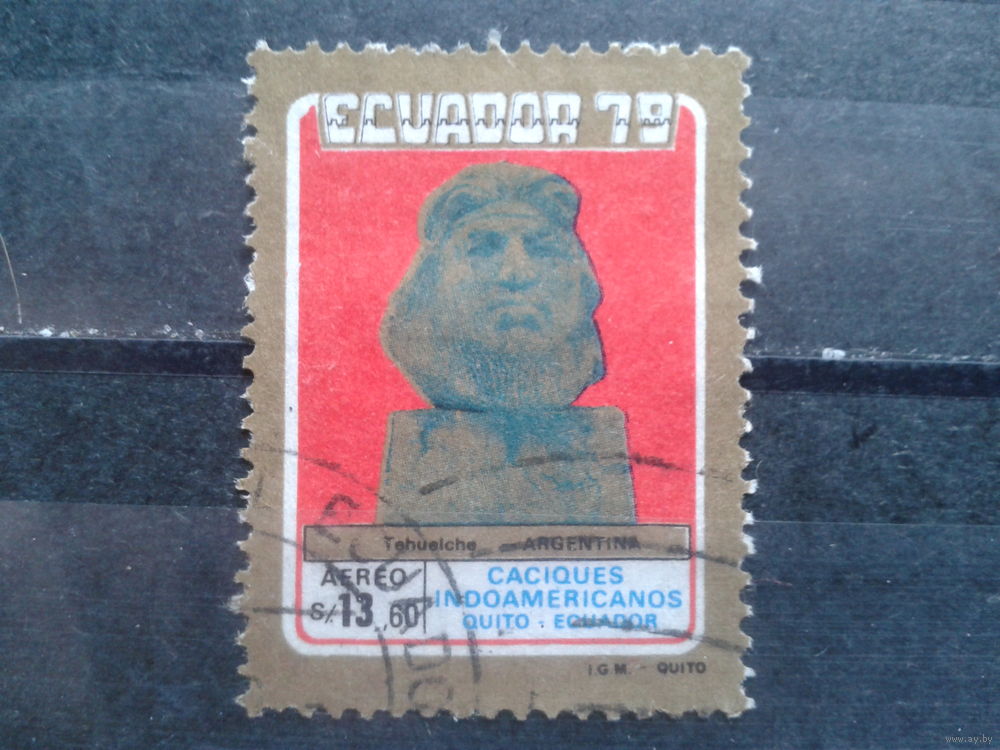 ECUADOR 79
Tehuelche ARGENTINA
AEREO
S/. 13,60
CACIQUES
INDOAMERICANOS
QUITO . ECUADOR
I.G.M. - QUITO
www.ay.by